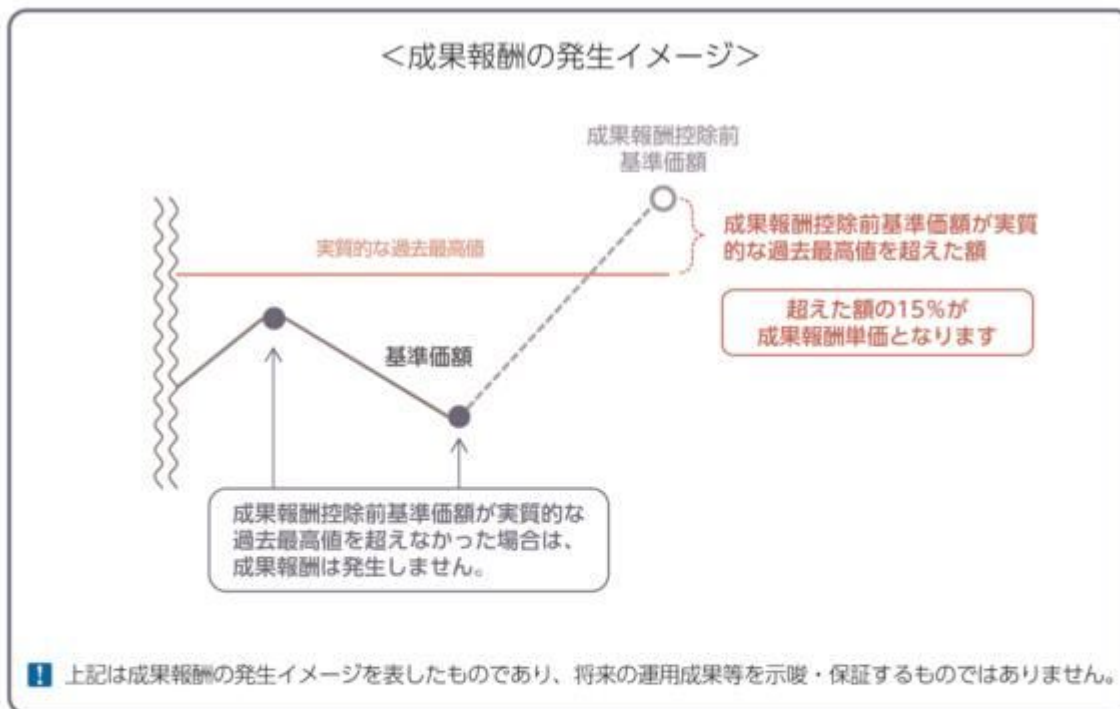 ＜成果報酬の発生イメージ＞
成果報酬控除前
基準価額
実質的な過去最高値
成果報酬控除前基準価額が実質
的な過去最高値を超えた額
超えた額の15%が
成果報酬単価となります
基準価額
成果報酬控除前基準価額が実質的な
過去最高値を超えなかった場合は、
成果報酬は発生しません。
! 上記は成果報酬の発生イメージを表したものであり、将来の運用成果等を示唆・保証するものではありません。